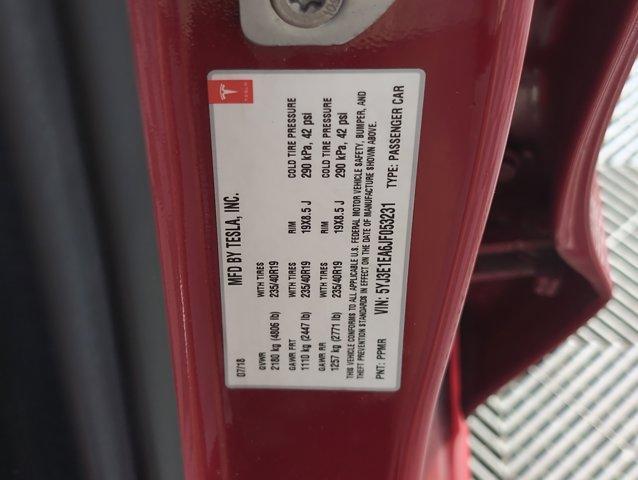 TESLA
MFD BY TESLA, INC.
07/18
GVWR WITH TIRES
2180 kg (4806 lb) 235/40R19
GAWR FRT WITH TIRES RIM COLD TIRE PRESSURE
1110 kg (2447 lb) 235/40R19 19X8.5 J 290 kPa, 42 psi
GAWR RR WITH TIRES RIM COLD TIRE PRESSURE
1257 kg (2771 lb) 235/40R19 19X8.5 J 290 kPa, 42 psi
THIS VEHICLE CONFORMS TO ALL APPLICABLE U.S. FEDERAL MOTOR VEHICLE SAFETY, BUMPER, AND
THEFT PREVENTION STANDARDS IN EFFECT ON THE DATE OF MANUFACTURE SHOWN ABOVE.
PNT: PPMR VIN: 5YJ3E1EA6JF053231 TYPE: PASSENGER CAR